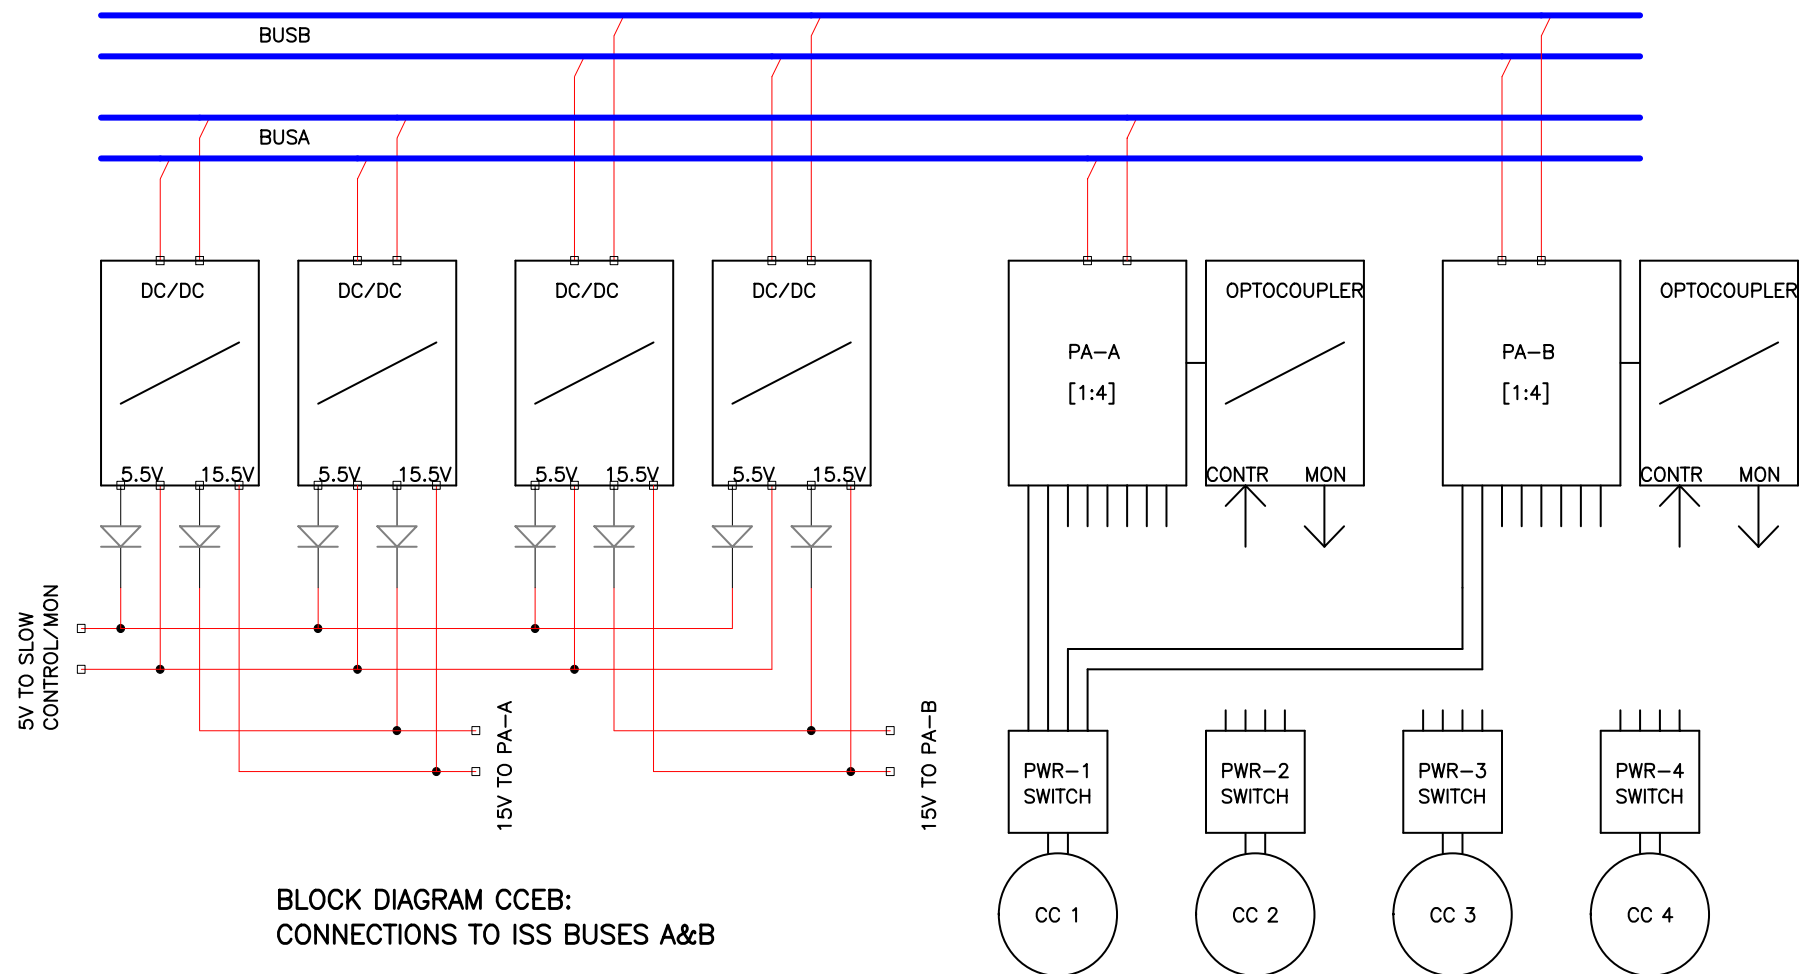 BUSB
BUSA
DC/DC
DC/DC
DC/DC
DC/DC
OPTOCOUPLER
OPTOCOUPLER
PA-A
[1:4]
PA-B
[1:4]
5.5V 15.5V
5.5V 15.5V
5.5V 15.5V
5.5V 15.5V
CONTR MON
CONTR MON
5V TO SLOW
CONTROL/MON
15V TO PA-A
15V TO PA-B
PWR-1
SWITCH
PWR-2
SWITCH
PWR-3
SWITCH
PWR-4
SWITCH
CC 1
CC 2
CC 3
CC 4
BLOCK DIAGRAM CCEB:
CONNECTIONS TO ISS BUSES A&B